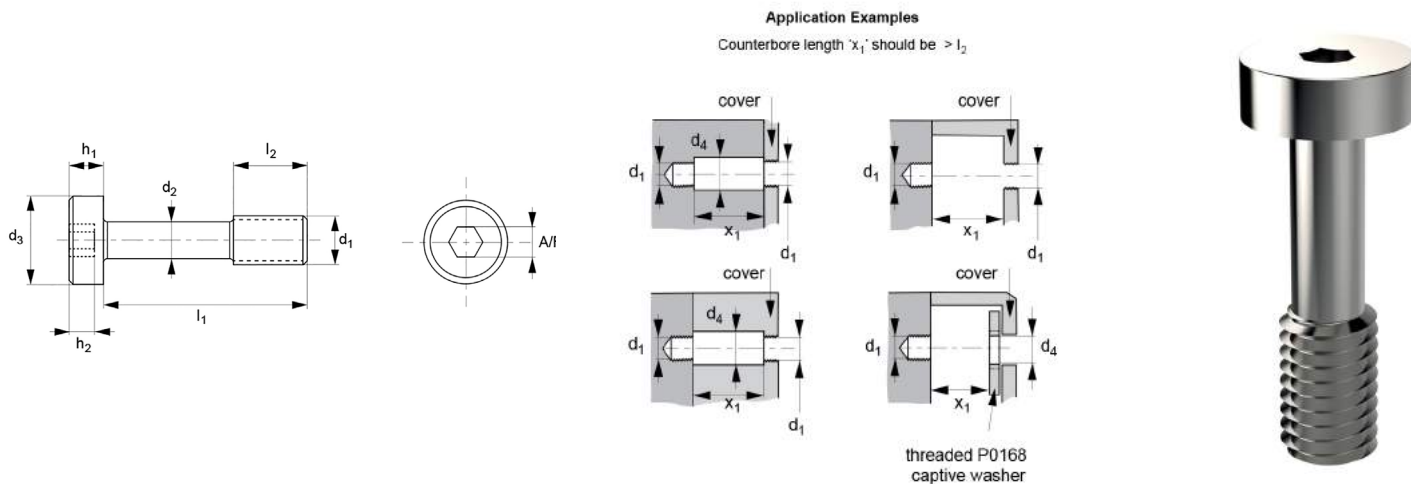 Application Examples
Counterbore length 'x1' should be > l2
h1
l2
d2
d3
d1
A/F
l1
h2
cover
d4
d1
x1
d1
cover
d1
x1
d1
cover
d4
d1
x1
d1
cover
d1
d4
x1
threaded P0168
captive washer